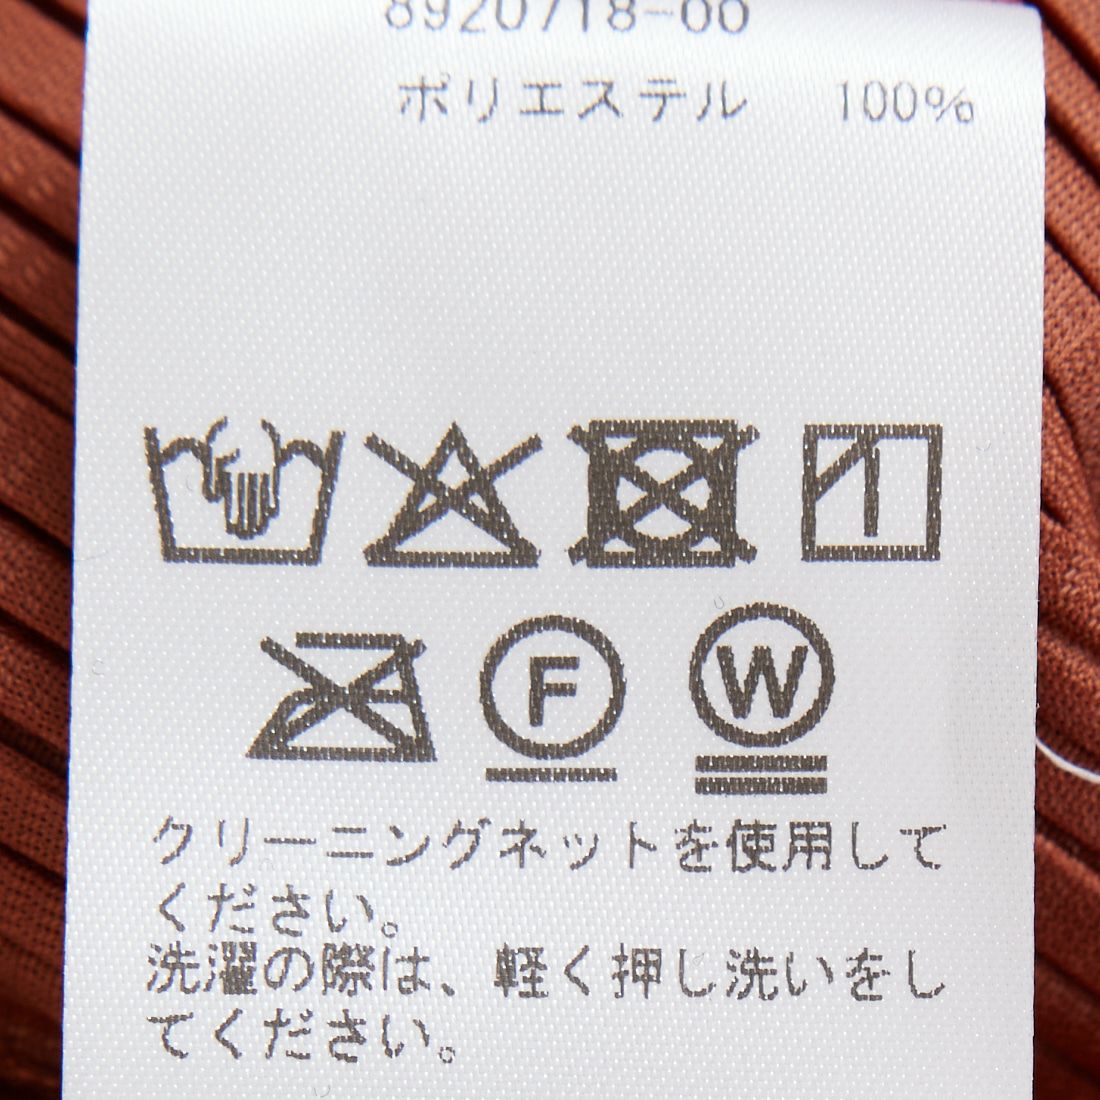 8920718-00
ポリエステル 100%
F W
クリーニングネットを使用して
ください。
洗濯の際は、軽く押し洗いをし
てください。